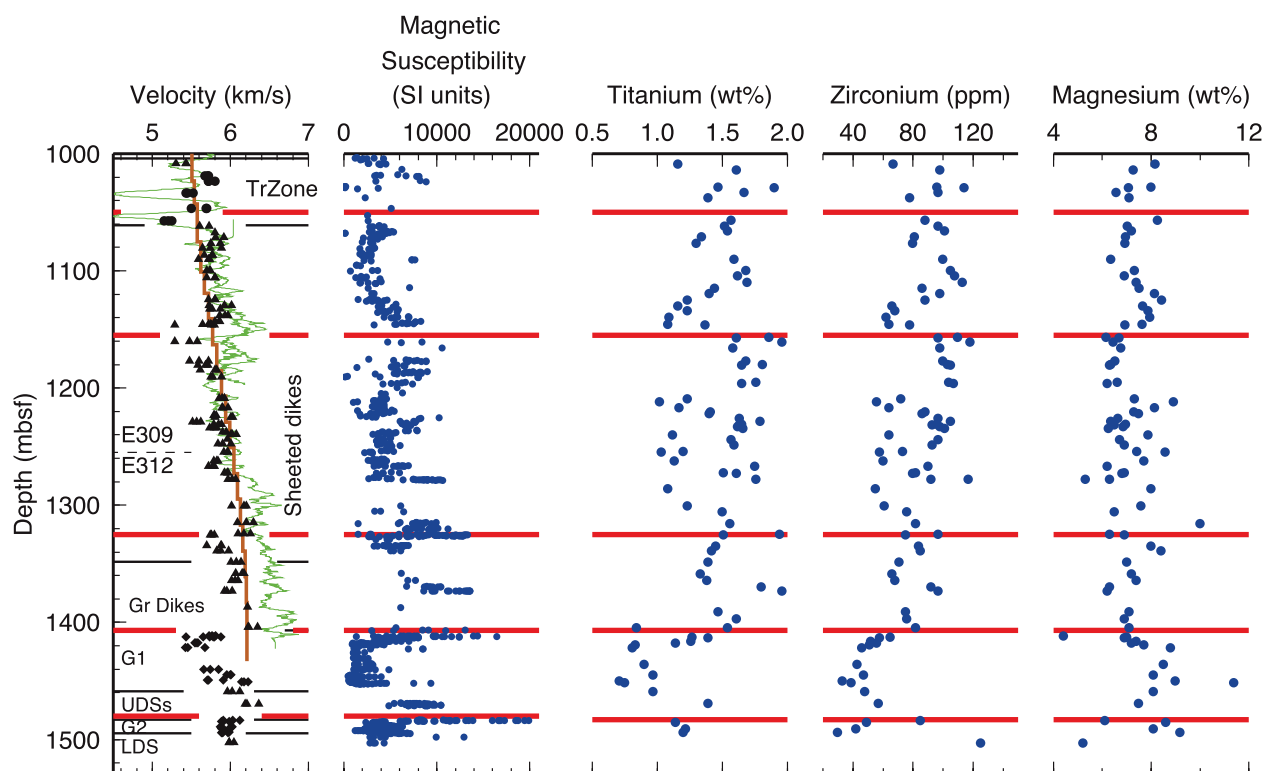 Magnetic
Susceptibility
Velocity (km/s) (SI units) Titanium (wt%) Zirconium (ppm) Magnesium (wt%)
5 6 7 0 10000 20000 0.5 1.0 1.5 2.0 40 80 120 4 8 12
1000
TrZone
1100
1200
Sheeted dikes
E309
Depth (mbsf)
E312
1300
Gr Dikes
1400
G1
UDSs
G2
1500
LDS